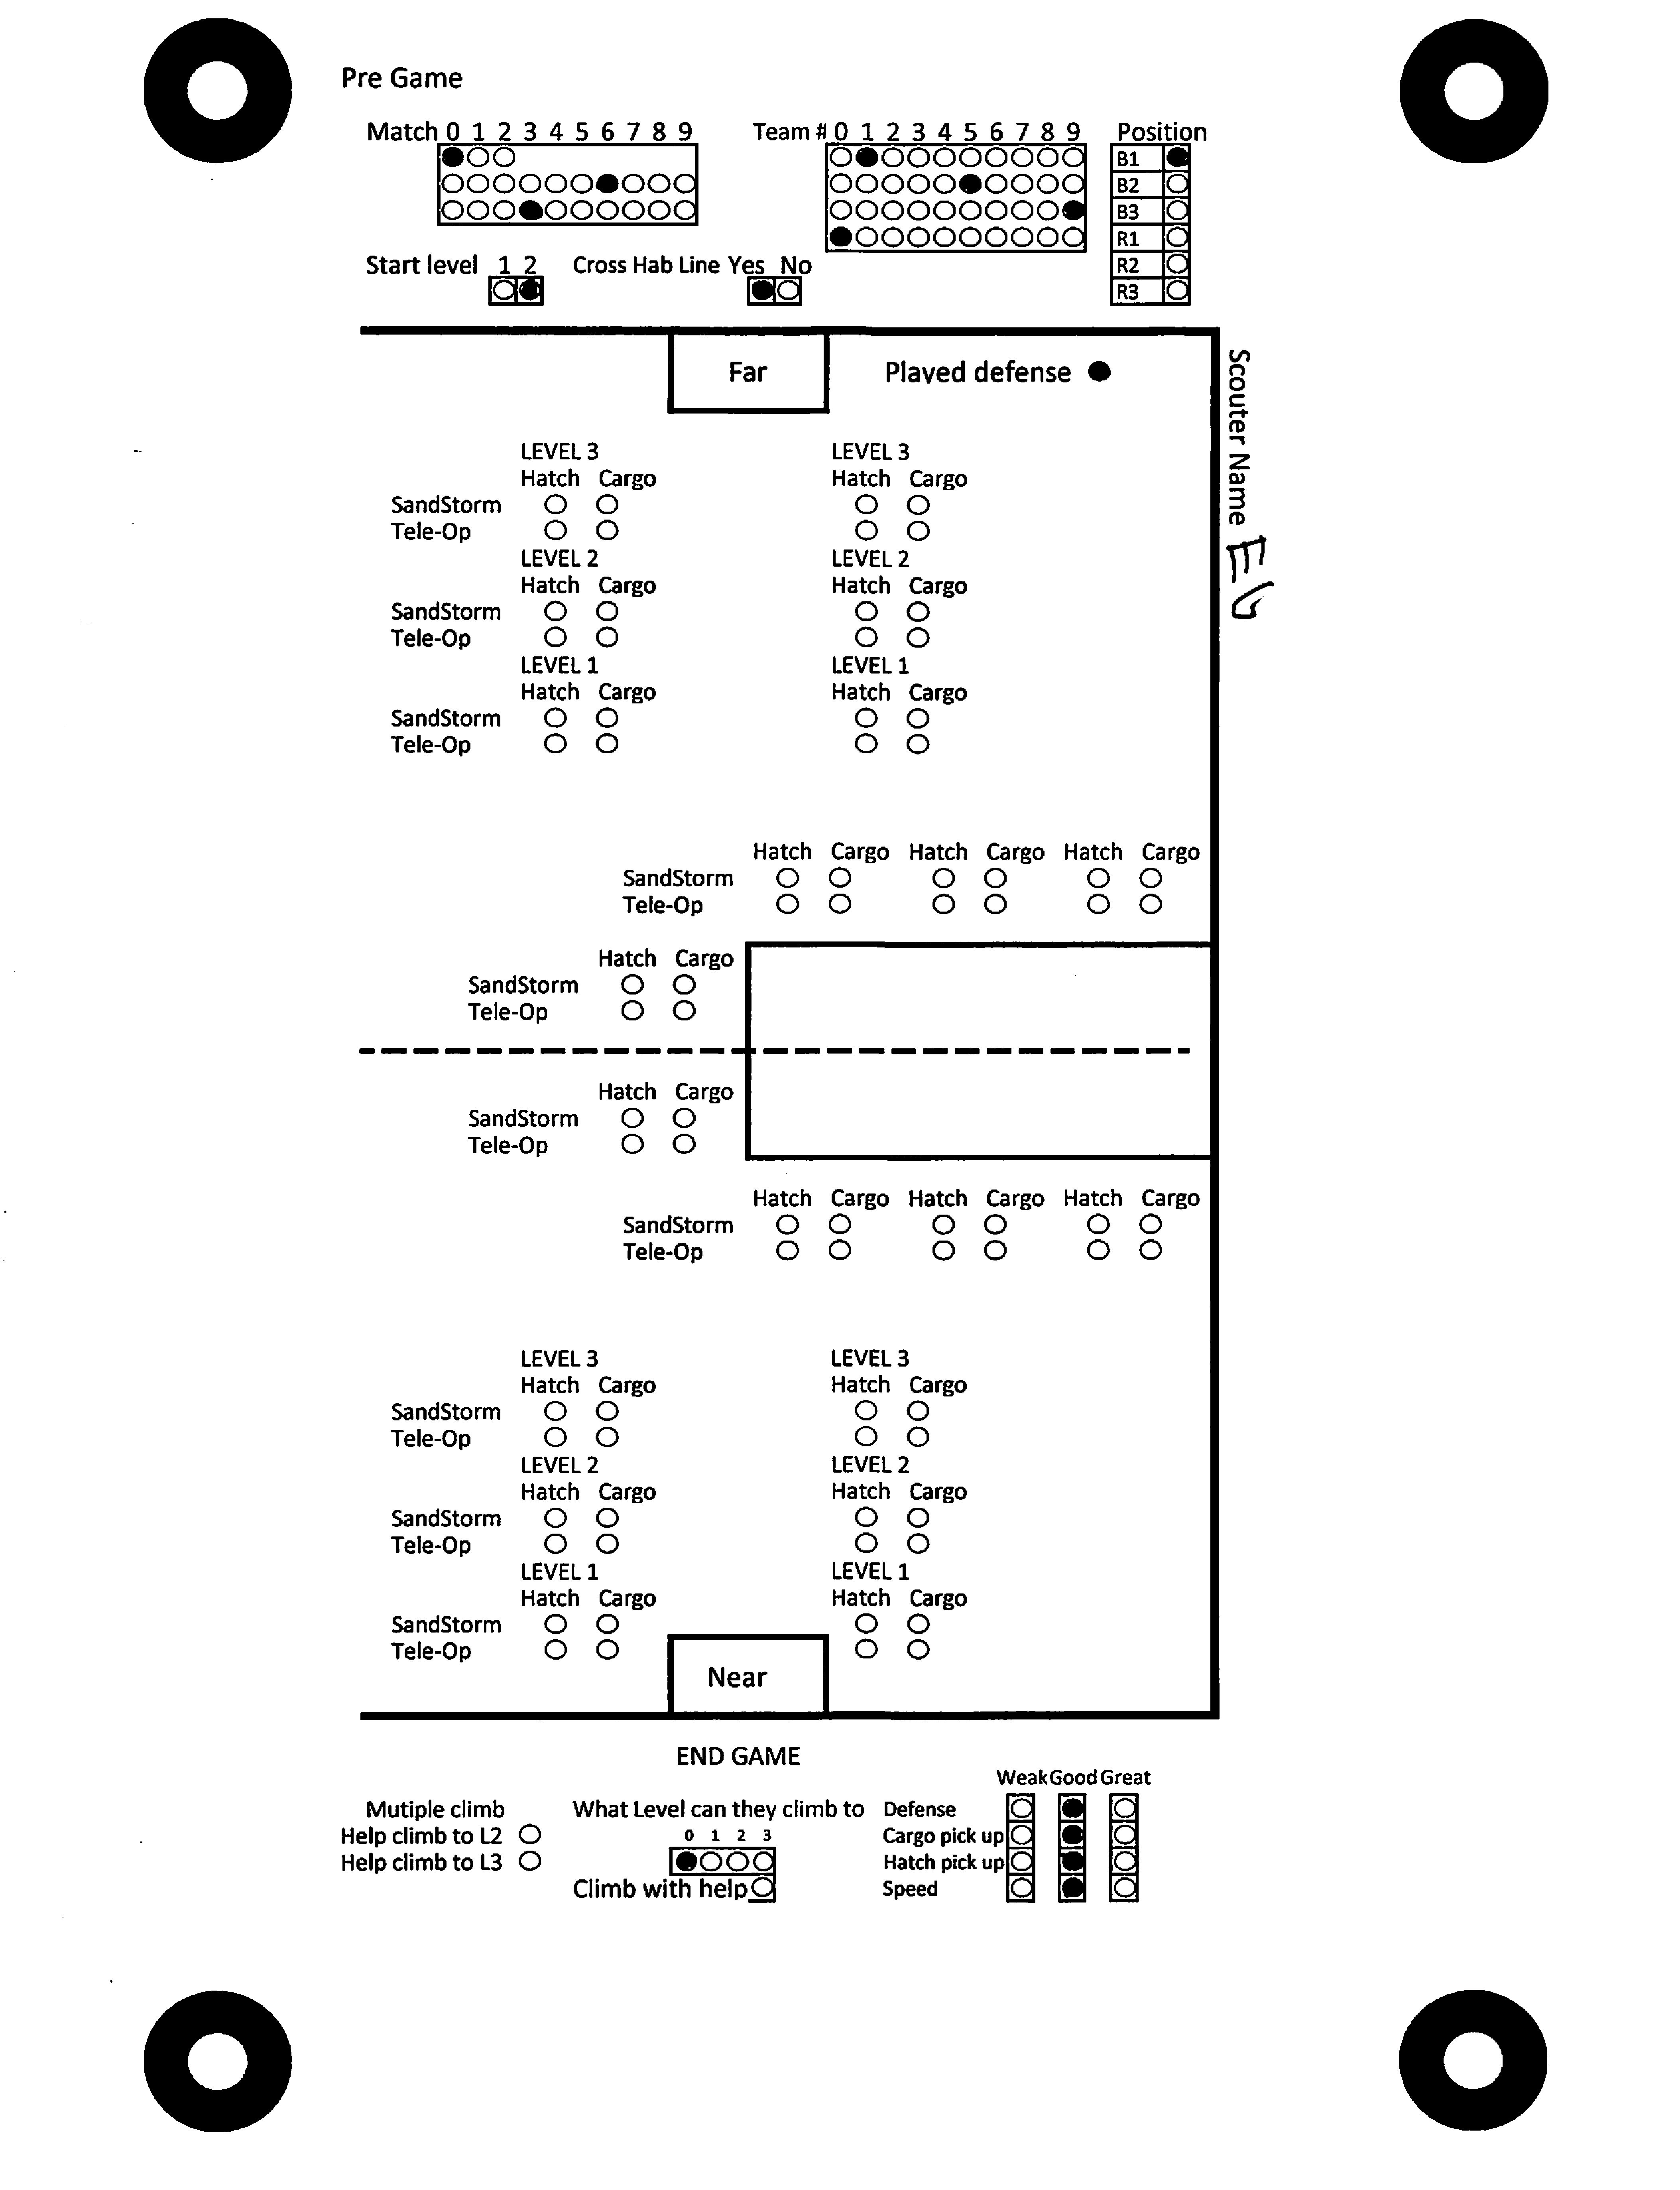 Pre Game
Match 0 1 2 3 4 5 6 7 8 9
Team # 0 1 2 3 4 5 6 7 8 9
Position
B1
B2
B3
R1
R2
R3
Start level 1 2
Cross Hab Line Yes No
Far
Played defense
Scouter Name EG
LEVEL 3 LEVEL 3
Hatch Cargo Hatch Cargo
SandStorm
Tele-Op
LEVEL 2 LEVEL 2
Hatch Cargo Hatch Cargo
SandStorm
Tele-Op
LEVEL 1 LEVEL 1
Hatch Cargo Hatch Cargo
SandStorm
Tele-Op
Hatch Cargo Hatch Cargo Hatch Cargo
SandStorm
Tele-Op
Hatch Cargo
SandStorm
Tele-Op
Hatch Cargo
SandStorm
Tele-Op
Hatch Cargo Hatch Cargo Hatch Cargo
SandStorm
Tele-Op
LEVEL 3 LEVEL 3
Hatch Cargo Hatch Cargo
SandStorm
Tele-Op
LEVEL 2 LEVEL 2
Hatch Cargo Hatch Cargo
SandStorm
Tele-Op
LEVEL 1 LEVEL 1
Hatch Cargo Hatch Cargo
SandStorm
Tele-Op
Near
END GAME
Mutiple climb
Help climb to L2
Help climb to L3
What Level can they climb to
0 1 2 3
Climb with help
Weak Good Great
Defense
Cargo pick up
Hatch pick up
Speed